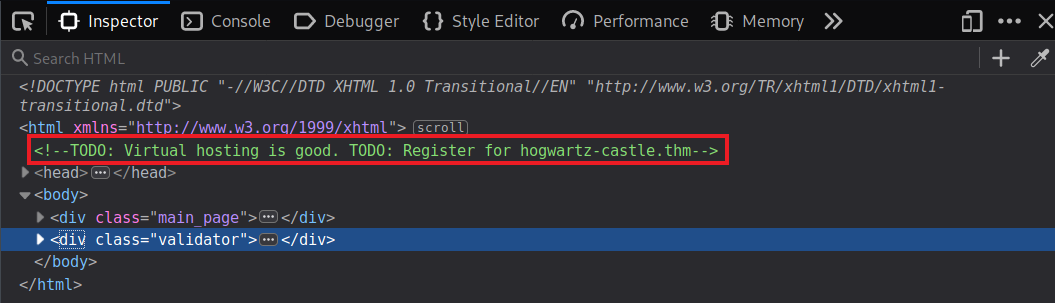 Inspector Console Debugger {} Style Editor Performance Memory
Search HTML
<!DOCTYPE html PUBLIC "-//W3C//DTD XHTML 1.0 Transitional//EN" "http://www.w3.org/TR/xhtml1/DTD/xhtml1-
transitional.dtd">
<html xmlns="http://www.w3.org/1999/xhtml"> scroll
<!--TODO: Virtual hosting is good. TODO: Register for hogwartz-castle.thm-->
<head>…</head>
<body>
<div class="main_page">…</div>
<div class="validator">…</div>
</body>
</html>